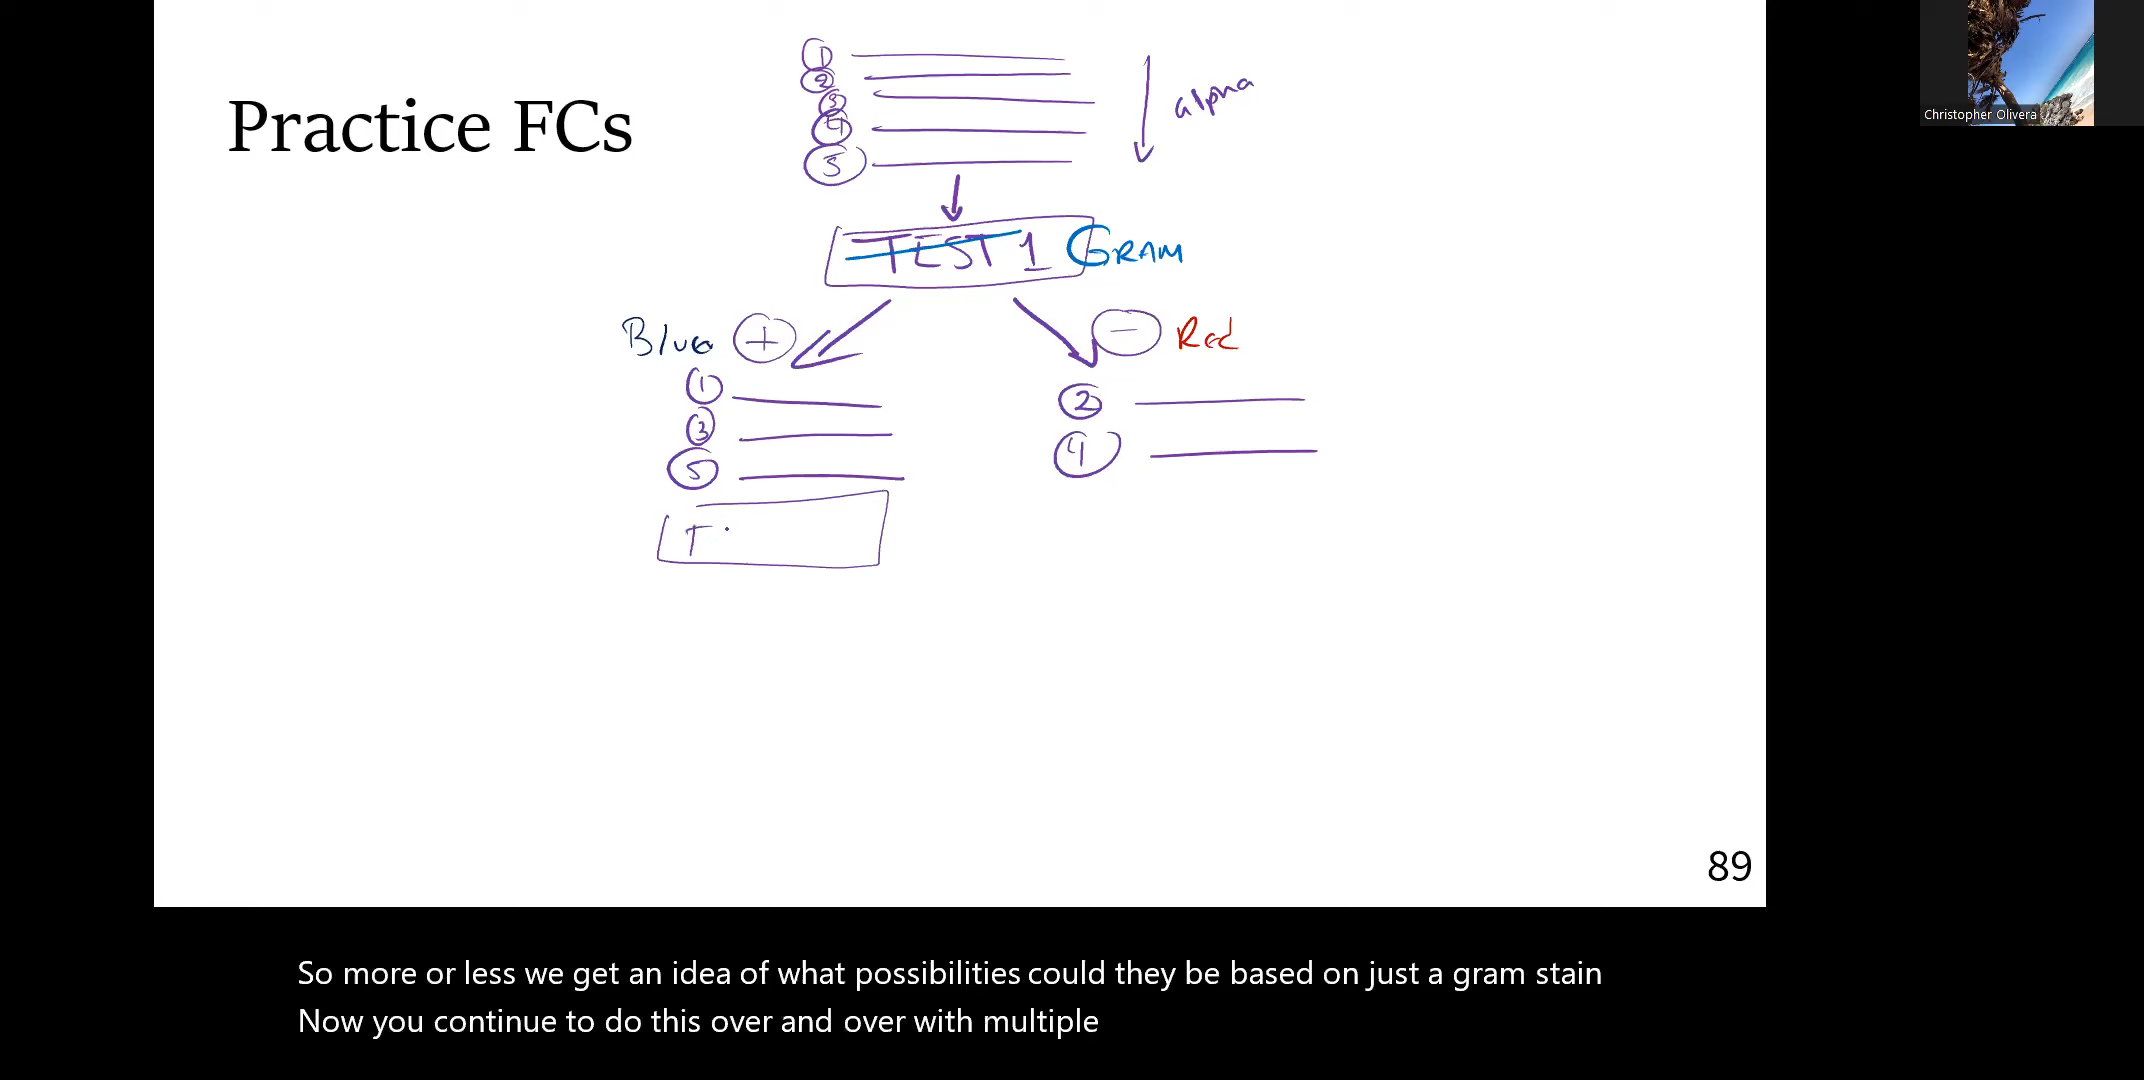 Christopher Olivera
Practice FCs
1
2
3
4
5
alpha
TEST 1 GRAM
Blue + - Red
1
3
5
2
4
T
89
So more or less we get an idea of what possibilities could they be based on just a gram stain
Now you continue to do this over and over with multiple